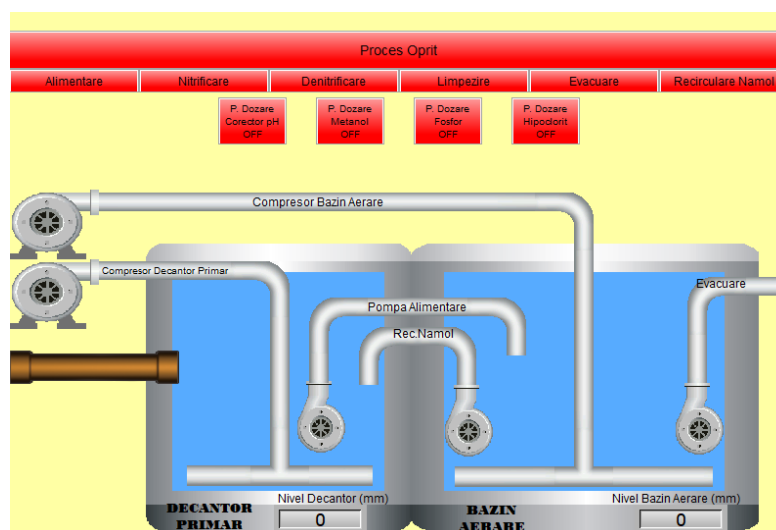 Proces Oprit
Alimentare Nitrificare Denitrificare Limpezire Evacuare Recirculare Namol
P. Dozare Corector pH OFF
P. Dozare Metanol OFF
P. Dozare Fosfor OFF
P. Dozare Hipoclorit OFF
Compresor Bazin Aerare
Compresor Decantor Primar
Evacuare
Pompa Alimentare
Rec.Namol
Nivel Decantor (mm)
0
DECANTOR
PRIMAR
Nivel Bazin Aerare (mm)
0
BAZIN
AERARE